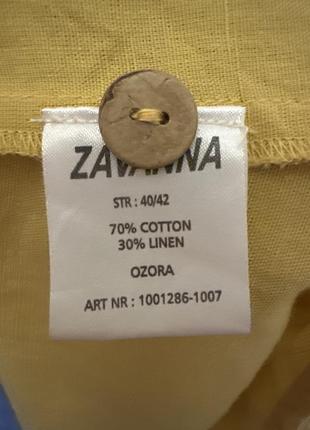 ZAVANNA
STR : 40/42
70% COTTON
30% LINEN
OZORA
ART NR : 1001286-1007